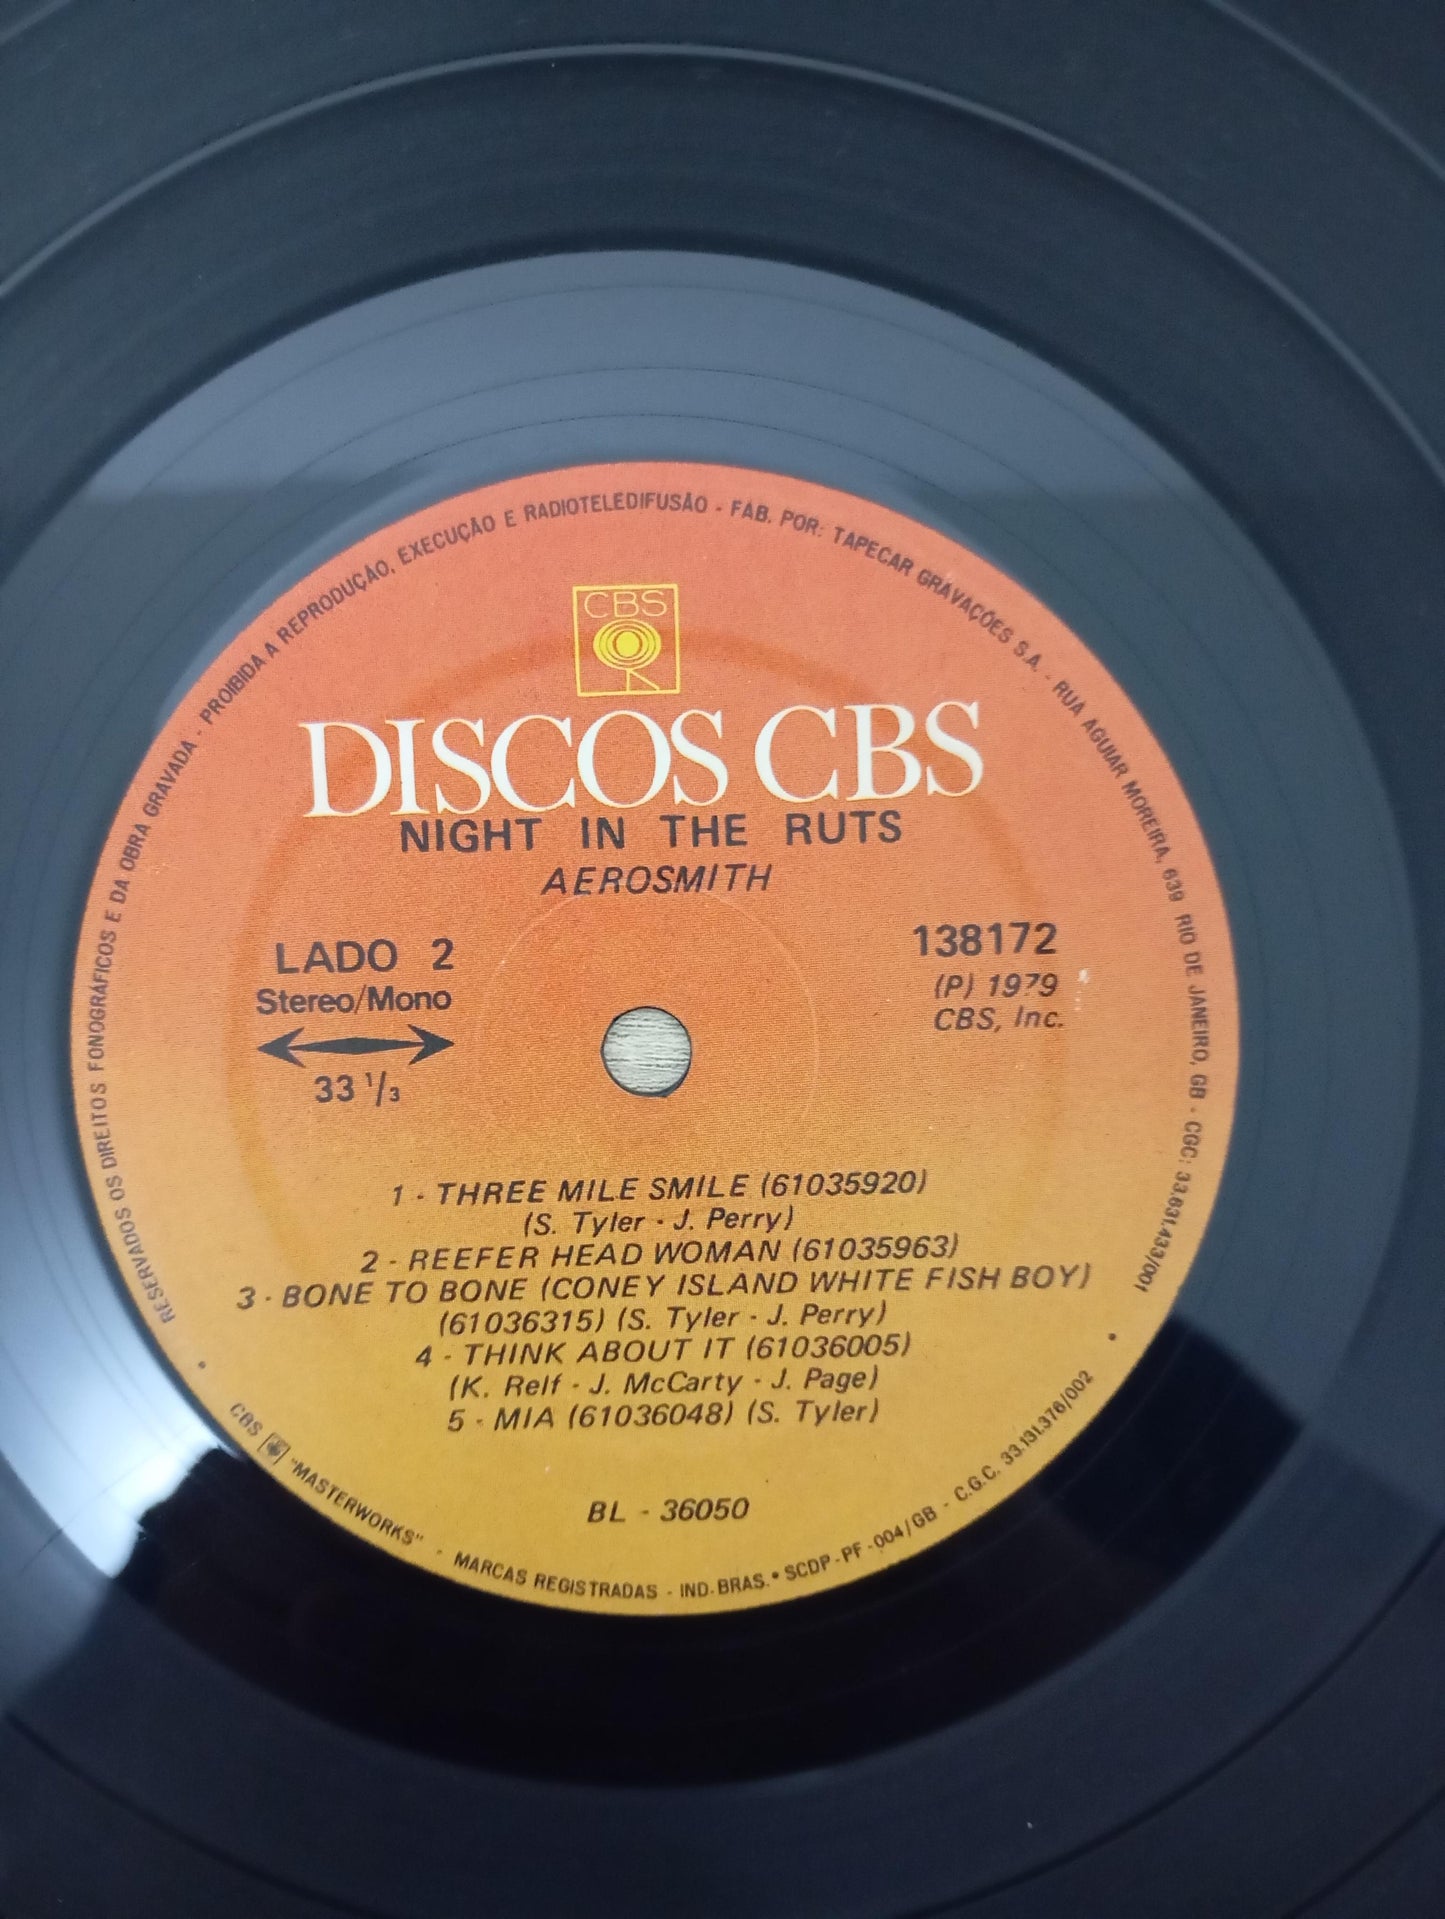 RESERVADOS OS DIREITOS FONOGRÁFICOS E DA OBRA GRAVADA - PROIBIDA A REPRODUÇÃO, EXECUÇÃO E RADIOTELEDIFUSÃO - FAB. POR: TAPECAR GRAVAÇÕES S.A. - RUA AGUIAR MOREIRA, 639 RIO DE JANEIRO, GB - CGC: 33.631.433/001
CBS
DISCOS CBS
NIGHT IN THE RUTS
AEROSMITH
LADO 2
Stereo/Mono
33 1/3
138172
(P) 1979
CBS, Inc.
1 - THREE MILE SMILE (61035920)
(S. Tyler - J. Perry)
2 - REEFER HEAD WOMAN (61035963)
3 - BONE TO BONE (CONEY ISLAND WHITE FISH BOY)
(61036315) (S. Tyler - J. Perry)
4 - THINK ABOUT IT (61036005)
(K. Relf - J. McCarty - J. Page)
5 - MIA (61036048) (S. Tyler)
BL - 36050
• CBS "MASTERWORKS" - MARCAS REGISTRADAS - IND. BRAS. • SCDP - PF - 004/GB - C.G.C. 33.131.376/002 •